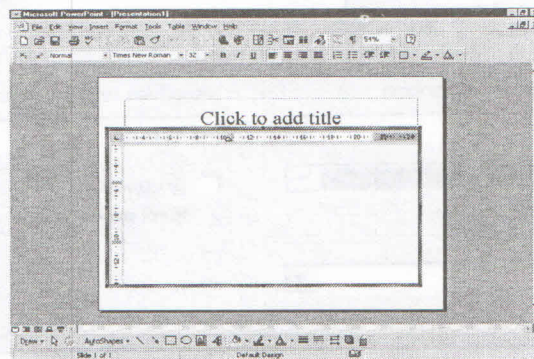 Microsoft PowerPoint - [Presentation1]
File Edit View Insert Format Tools Table Window Help
54%
Normal Times New Roman 32 B I U
Click to add title
Draw AutoShapes
Slide 1 of 1 Default Design